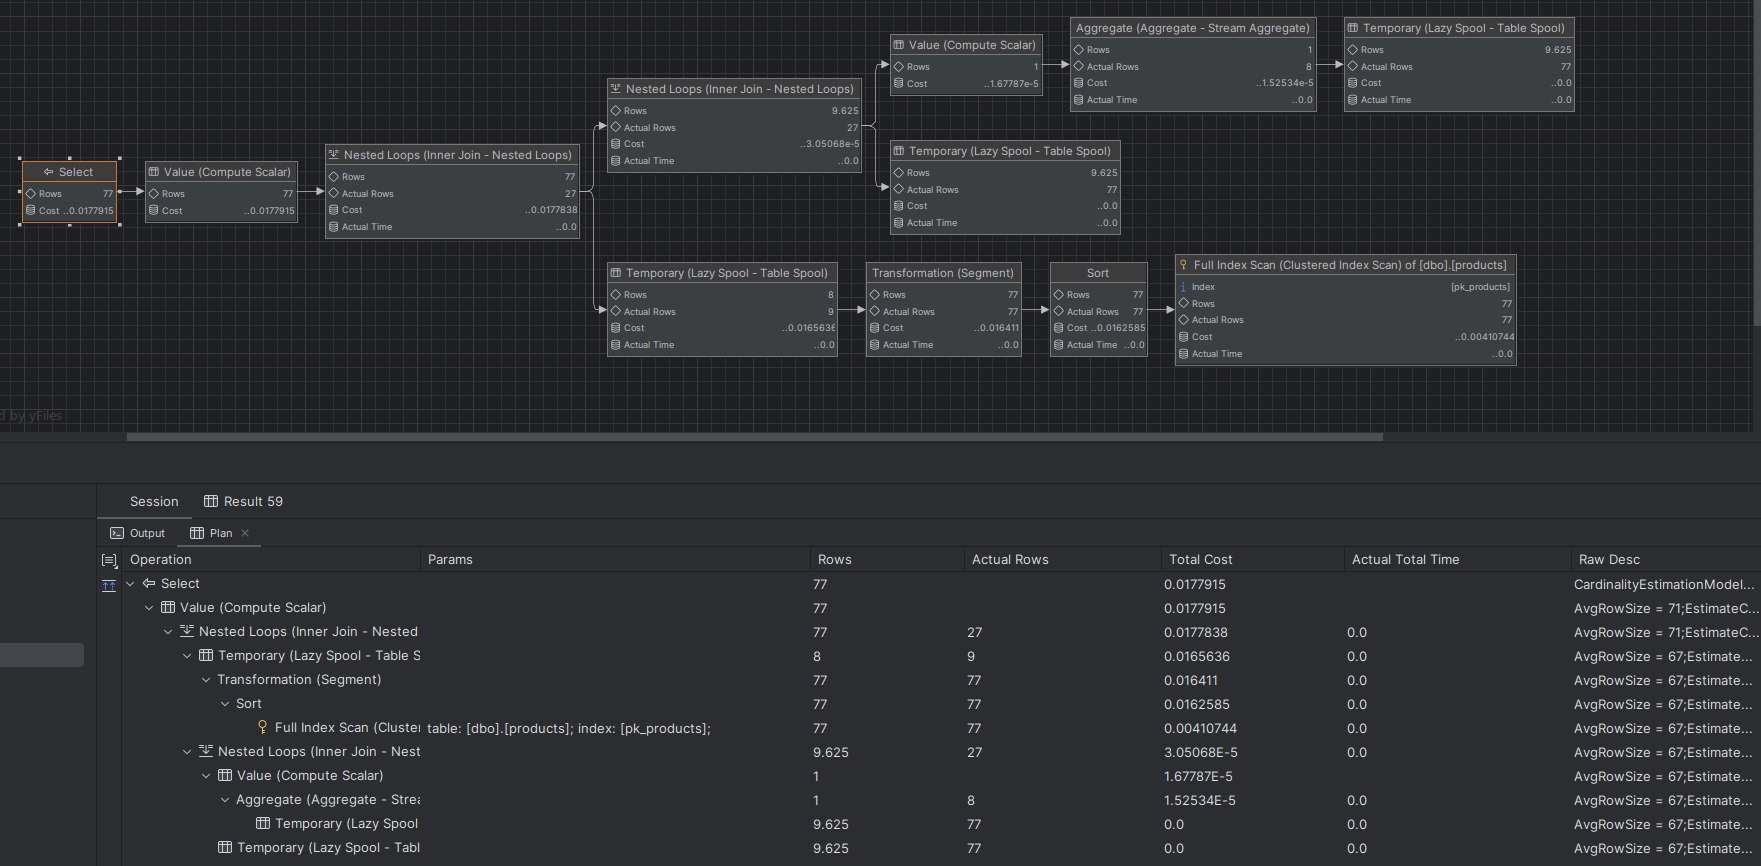 Value (Compute Scalar)
Rows 1
Cost ..1.67787e-5
Aggregate (Aggregate - Stream Aggregate)
Rows 1
Actual Rows 8
Cost ..1.52534e-5
Actual Time ..0.0
Temporary (Lazy Spool - Table Spool)
Rows 9.625
Actual Rows 77
Cost ..0.0
Actual Time ..0.0
Nested Loops (Inner Join - Nested Loops)
Rows 9.625
Actual Rows 27
Cost ..3.05068e-5
Actual Time ..0.0
Temporary (Lazy Spool - Table Spool)
Rows 9.625
Actual Rows 77
Cost ..0.0
Actual Time ..0.0
Select
Rows 77
Cost ..0.0177915
Value (Compute Scalar)
Rows 77
Cost ..0.0177915
Nested Loops (Inner Join - Nested Loops)
Rows 77
Actual Rows 27
Cost ..0.0177838
Actual Time ..0.0
Temporary (Lazy Spool - Table Spool)
Rows 8
Actual Rows 9
Cost ..0.0165636
Actual Time ..0.0
Transformation (Segment)
Rows 77
Actual Rows 77
Cost ..0.016411
Actual Time ..0.0
Sort
Rows 77
Actual Rows 77
Cost ..0.0162585
Actual Time ..0.0
Full Index Scan (Clustered Index Scan) of [dbo].[products]
Index [pk_products]
Rows 77
Actual Rows 77
Cost ..0.00410744
Actual Time ..0.0
d by yFiles
Session Result 59
Output Plan
Operation Params Rows Actual Rows Total Cost Actual Total Time Raw Desc
Select 77 0.0177915 CardinalityEstimationModel...
Value (Compute Scalar) 77 0.0177915 AvgRowSize = 71;EstimateC...
Nested Loops (Inner Join - Nested 77 27 0.0177838 0.0 AvgRowSize = 71;EstimateC...
Temporary (Lazy Spool - Table S 8 9 0.0165636 0.0 AvgRowSize = 67;Estimate...
Transformation (Segment) 77 77 0.016411 0.0 AvgRowSize = 67;Estimate...
Sort 77 77 0.0162585 0.0 AvgRowSize = 67;Estimate...
Full Index Scan (Cluster table: [dbo].[products]; index: [pk_products]; 77 77 0.00410744 0.0 AvgRowSize = 67;Estimate...
Nested Loops (Inner Join - Nest 9.625 27 3.05068E-5 0.0 AvgRowSize = 67;Estimate...
Value (Compute Scalar) 1 1.67787E-5 AvgRowSize = 67;Estimate...
Aggregate (Aggregate - Strea 1 8 1.52534E-5 0.0 AvgRowSize = 67;Estimate...
Temporary (Lazy Spool 9.625 77 0.0 0.0 AvgRowSize = 67;Estimate...
Temporary (Lazy Spool - Tabl 9.625 77 0.0 0.0 AvgRowSize = 67;Estimate...